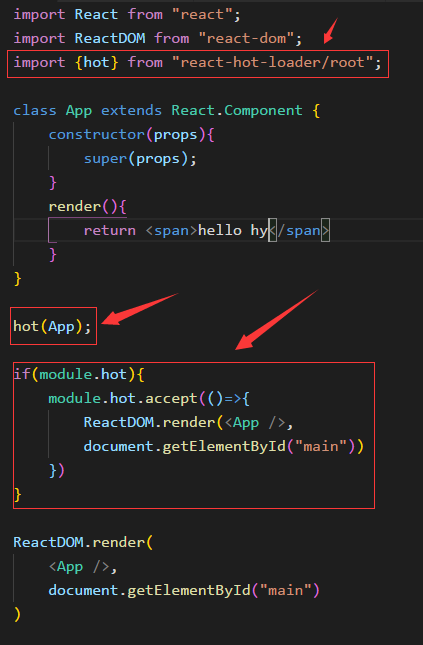 import React from "react";
import ReactDOM from "react-dom";
import {hot} from "react-hot-loader/root";
class App extends React.Component {
constructor(props){
super(props);
}
render(){
return <span>hello hy</span>
}
}
hot(App);
if(module.hot){
module.hot.accept(()=>{
ReactDOM.render(<App />,
document.getElementById("main"))
})
}
ReactDOM.render(
<App />,
document.getElementById("main")
)